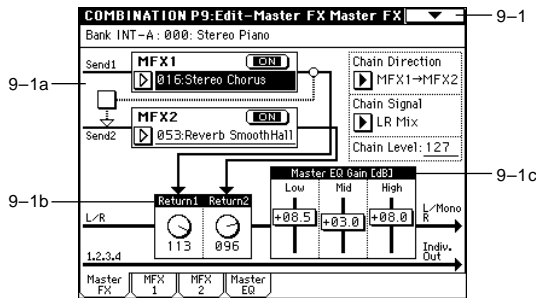 COMBINATION P9:Edit-Master FX Master FX
9-1
Bank INT-A: 000: Stereo Piano
Send1
MFX1
ON
016:Stereo Chorus
9-1a
Send2
MFX2
ON
053:Reverb SmoothHall
Chain Direction
MFX1→MFX2
Chain Signal
LR Mix
Chain Level: 127
9-1b
Return1 Return2
113 096
L/R
1.2.3.4
Master EQ Gain [dB]
9-1c
Low Mid High
+08.5 +03.0 +08.0
L/Mono
R
Indiv.
Out
Master FX
MFX 1
MFX 2
Master EQ